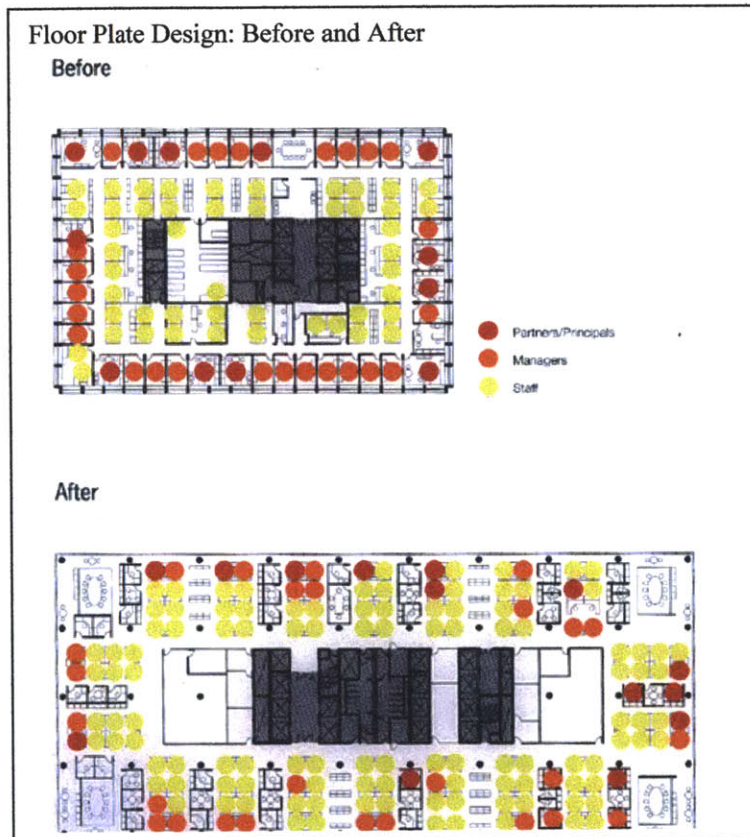 Floor Plate Design: Before and After
Before
Partners/Principals
Managers
Staff
After